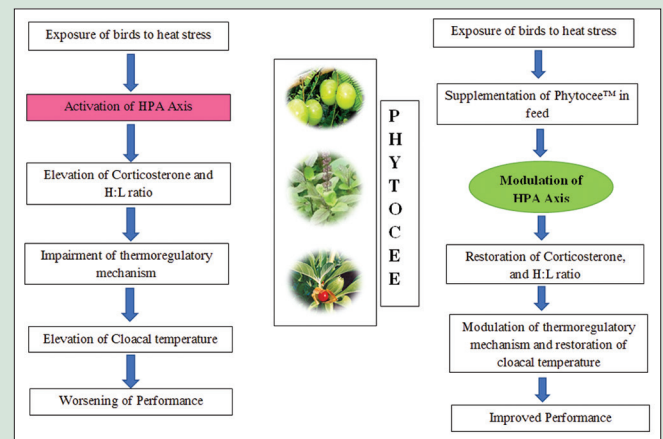 Exposure of birds to heat stress
Activation of HPA Axis
Elevation of Corticosterone and
H:L ratio
Impairment of thermoregulatory
mechanism
Elevation of Cloacal temperature
Worsening of Performance
P
H
Y
T
O
C
E
E
Exposure of birds to heat stress
Supplementation of Phytocee™ in
feed
Modulation of
HPA Axis
Restoration of Corticosterone,
and H:L ratio
Modulation of thermoregulatory
mechanism and restoration of
cloacal temperature
Improved Performance